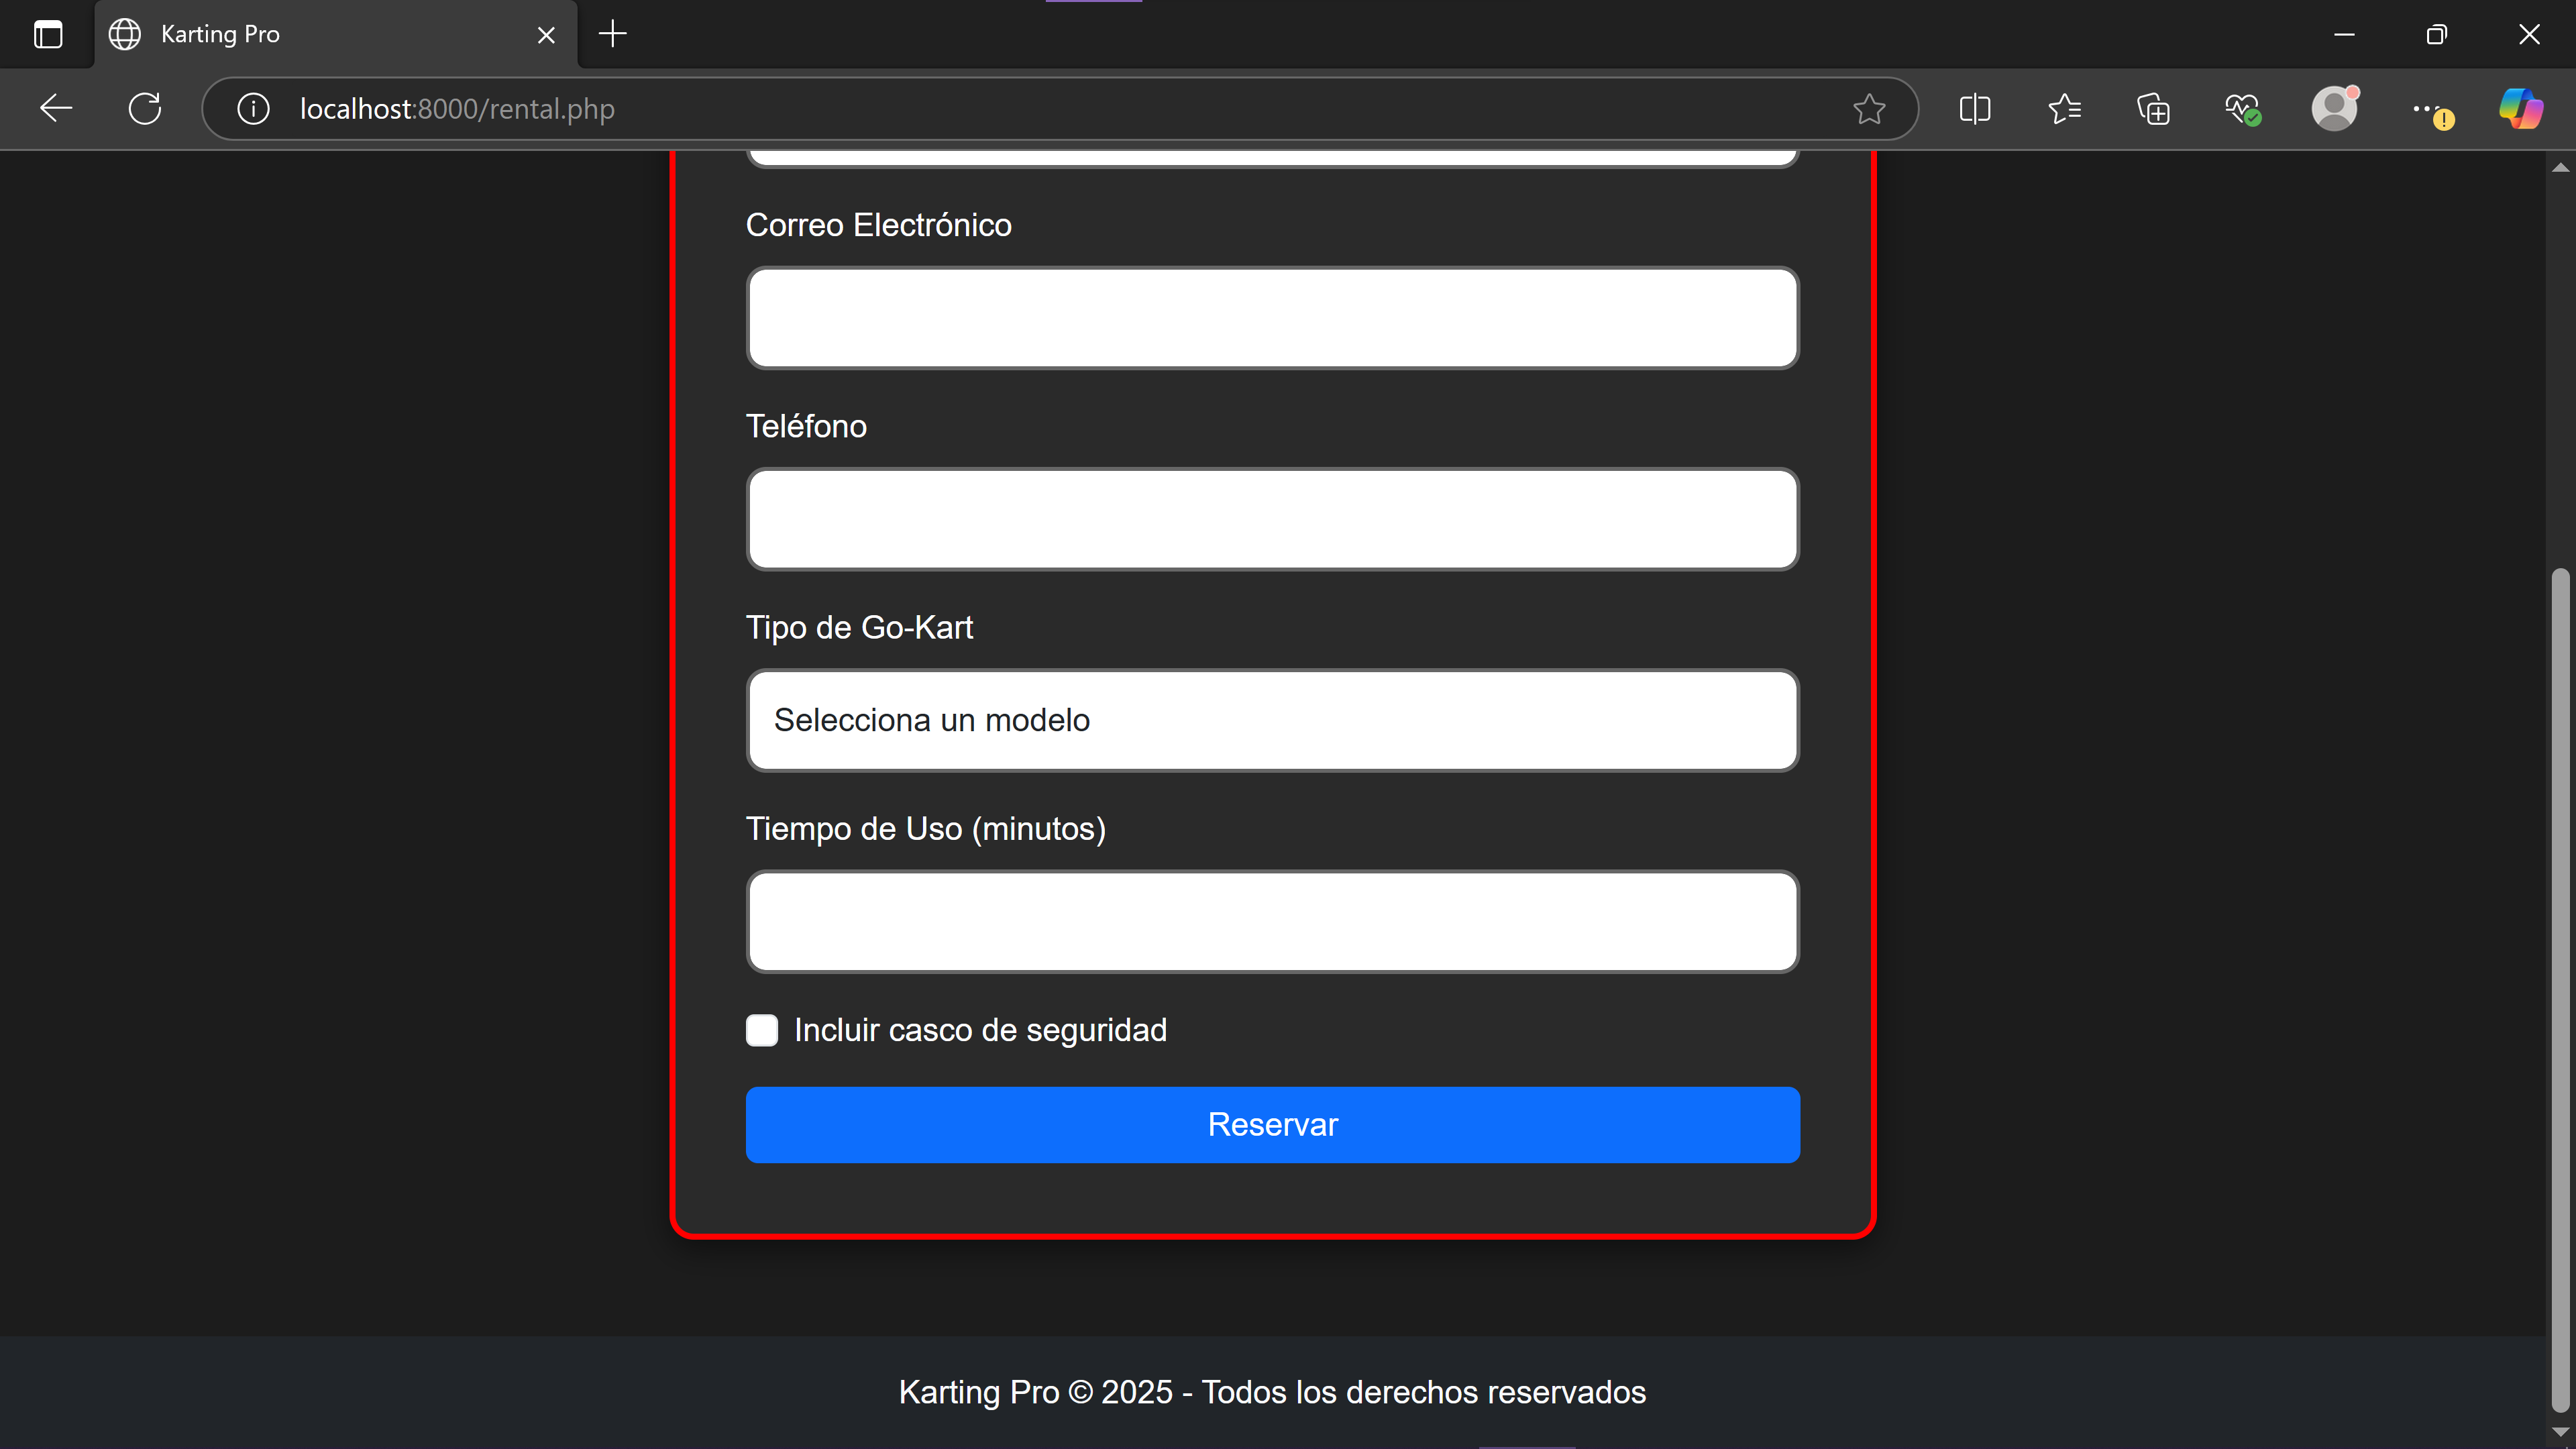 Karting Pro
localhost:8000/rental.php
Correo Electrónico
Teléfono
Tipo de Go-Kart
Selecciona un modelo
Tiempo de Uso (minutos)
Incluir casco de seguridad
Reservar
Karting Pro © 2025 - Todos los derechos reservados